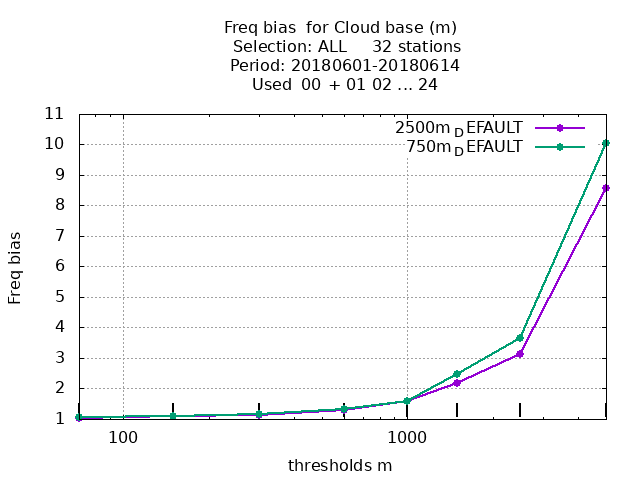 Freq bias  for Cloud base (m)
Selection: ALL     32 stations
Period: 20180601-20180614
Used  00 + 01 02 ... 24
11
10
9
8
7
6
5
4
3
2
1
Freq bias
2500m_DEFAULT
750m_DEFAULT
100
1000
thresholds m